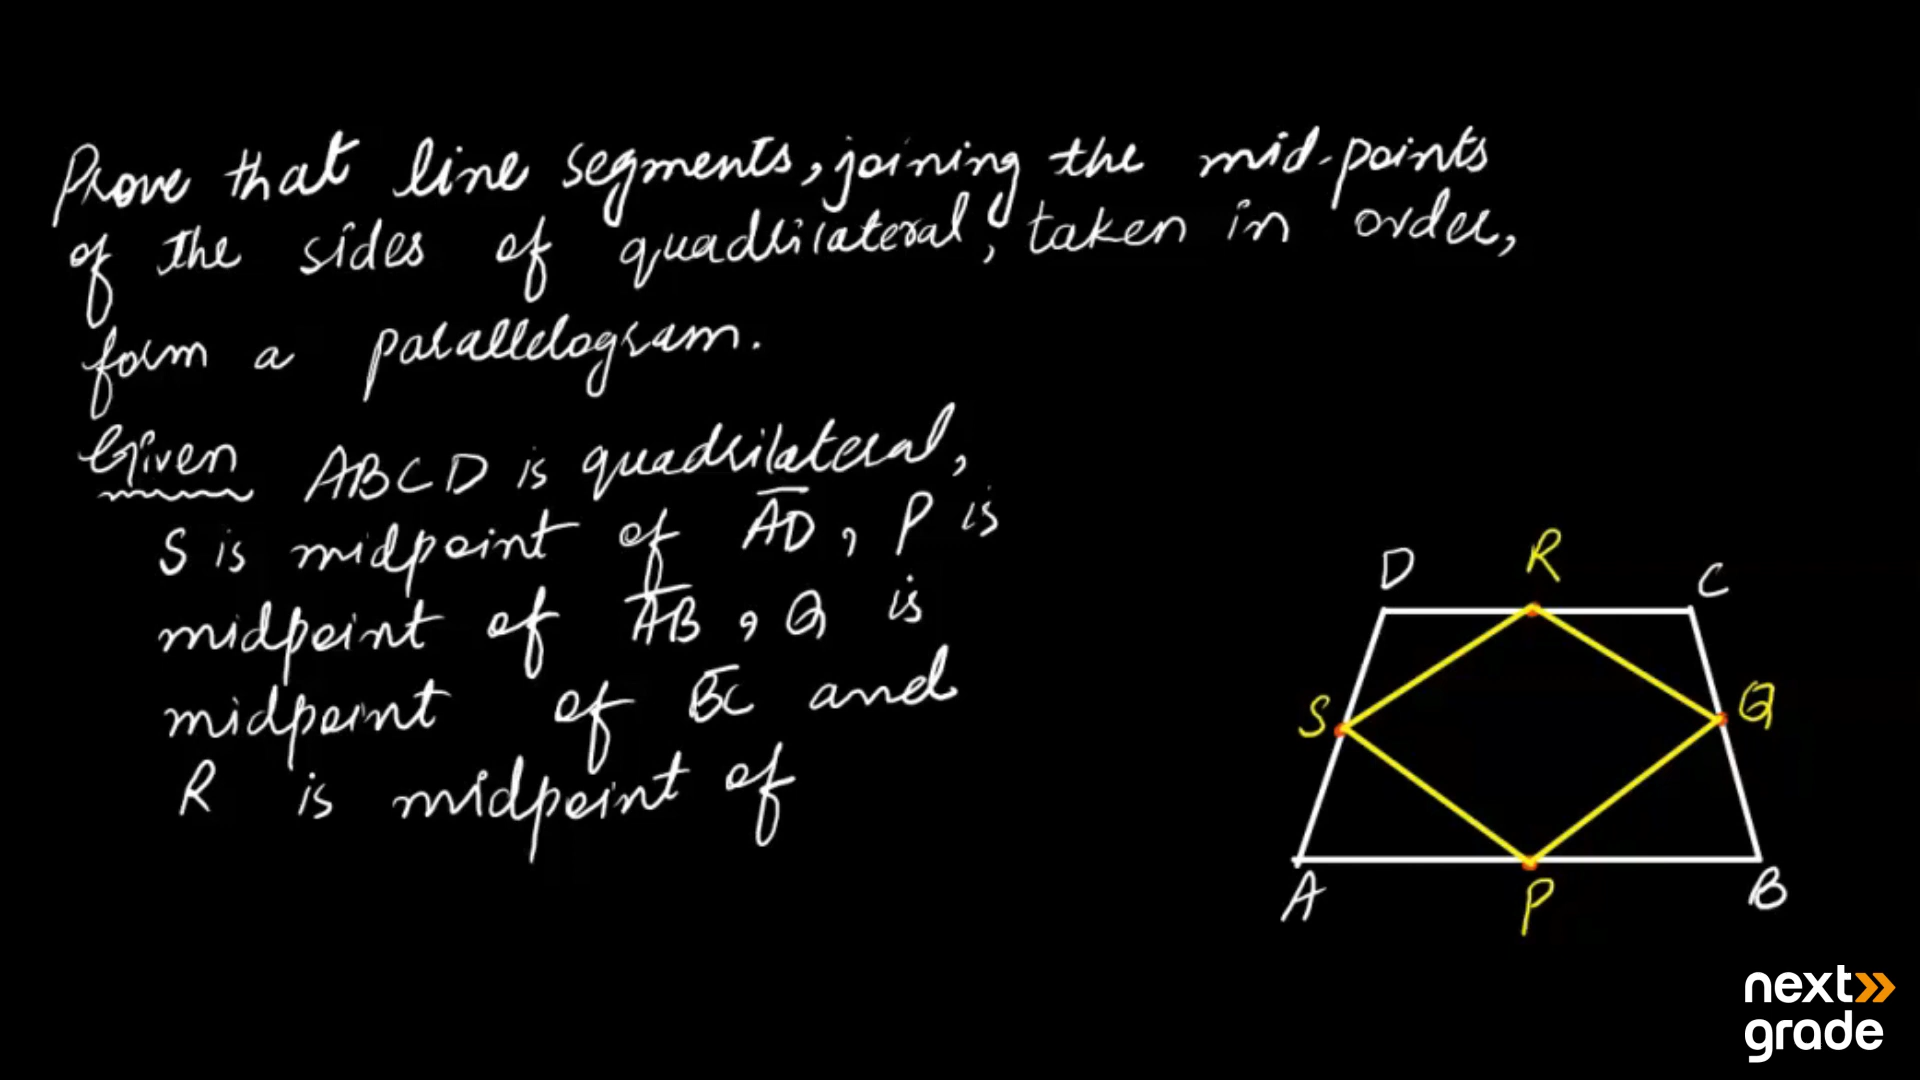 Prove that line segments, joining the mid-points
of the sides of quadrilateral, taken in order,
form a parallelogram.
Given ABCD is quadrilateral,
S is midpoint of AD, P is
midpoint of AB, Q is
midpoint of BC and
R is midpoint of
D R C
S Q
A P B
next
grade